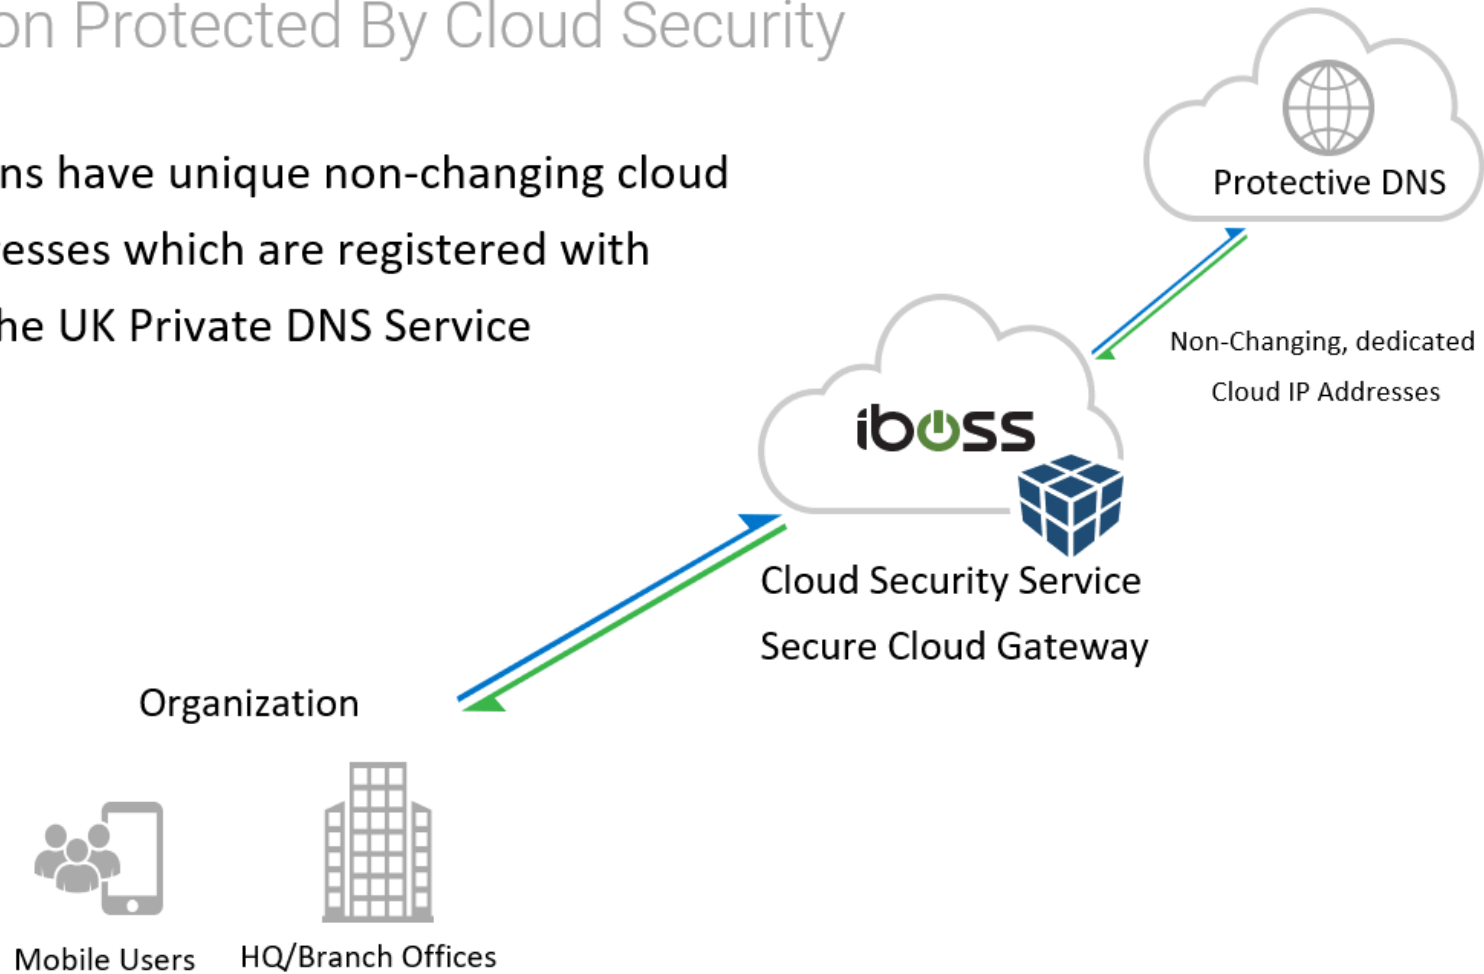 on Protected By Cloud Security
ns have unique non-changing cloud
resses which are registered with
he UK Private DNS Service
Protective DNS
Non-Changing, dedicated
Cloud IP Addresses
iboss
Cloud Security Service
Secure Cloud Gateway
Organization
Mobile Users
HQ/Branch Offices